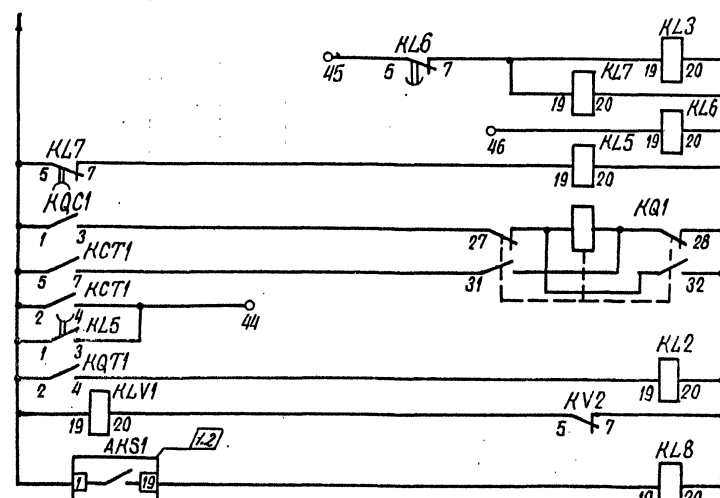 KL3
KL6
45 5 7 19 20
KL7
19 20
KL6
46 19 20
KL7 KL5
5 7 19 20
KQC1 KQ1
1 3 27 28
KCT1
5 7 31 32
KCT1
2 4 44
KL5
1 3
KQT1 KL2
2 4 19 20
KLV1 KV2
19 20 5 7
AKS1 1.2 KL8
1 19 19 20